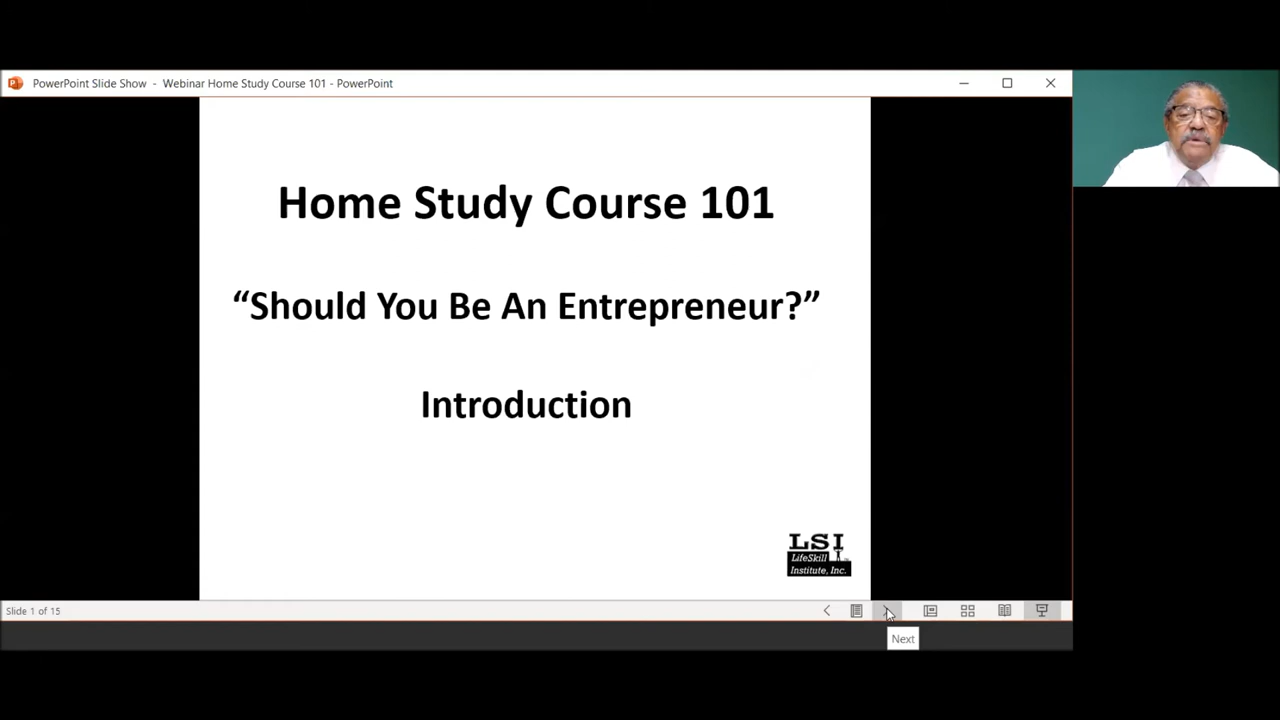 PowerPoint Slide Show - Webinar Home Study Course 101 - PowerPoint
Home Study Course 101
“Should You Be An Entrepreneur?”
Introduction
LSI
LifeSkill
Institute, Inc.
Slide 1 of 15
Next